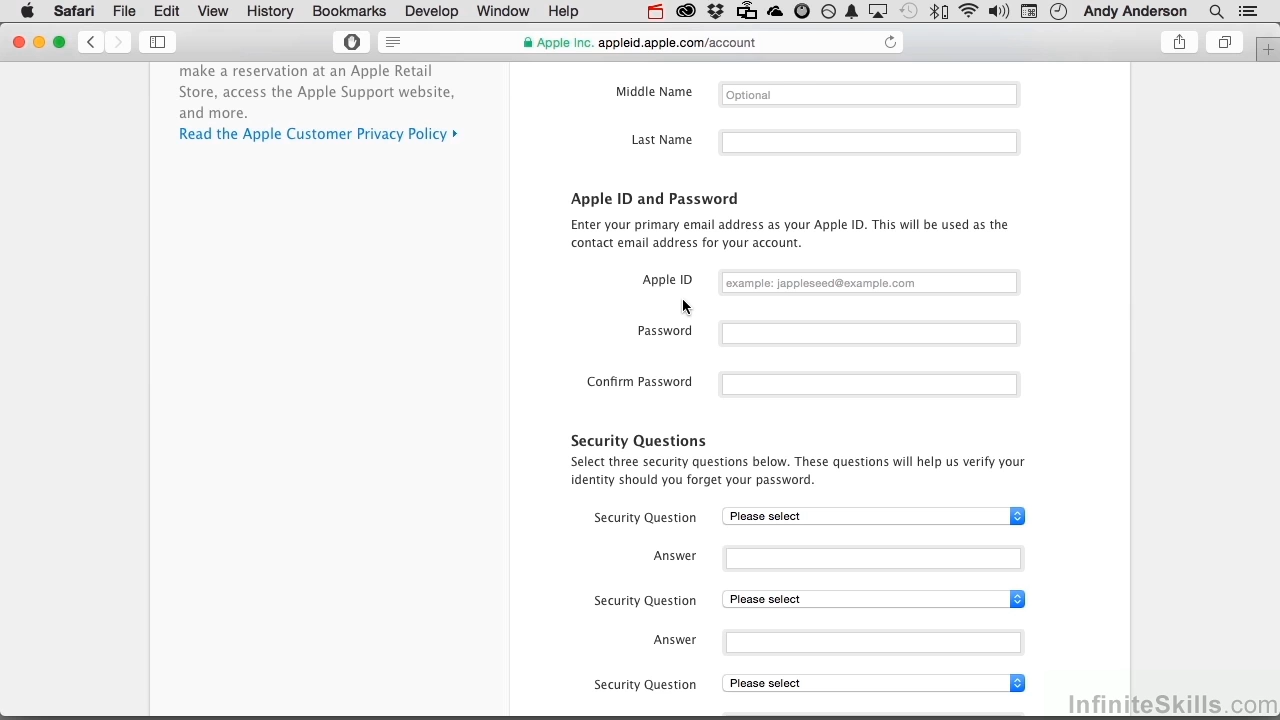 Safari File Edit View History Bookmarks Develop Window Help Andy Anderson
Apple Inc. appleid.apple.com/account
make a reservation at an Apple Retail
Store, access the Apple Support website,
and more.
Read the Apple Customer Privacy Policy
Middle Name Optional
Last Name
Apple ID and Password
Enter your primary email address as your Apple ID. This will be used as the
contact email address for your account.
Apple ID example: jappleseed@example.com
Password
Confirm Password
Security Questions
Select three security questions below. These questions will help us verify your
identity should you forget your password.
Security Question Please select
Answer
Security Question Please select
Answer
Security Question Please select
InfiniteSkills.com